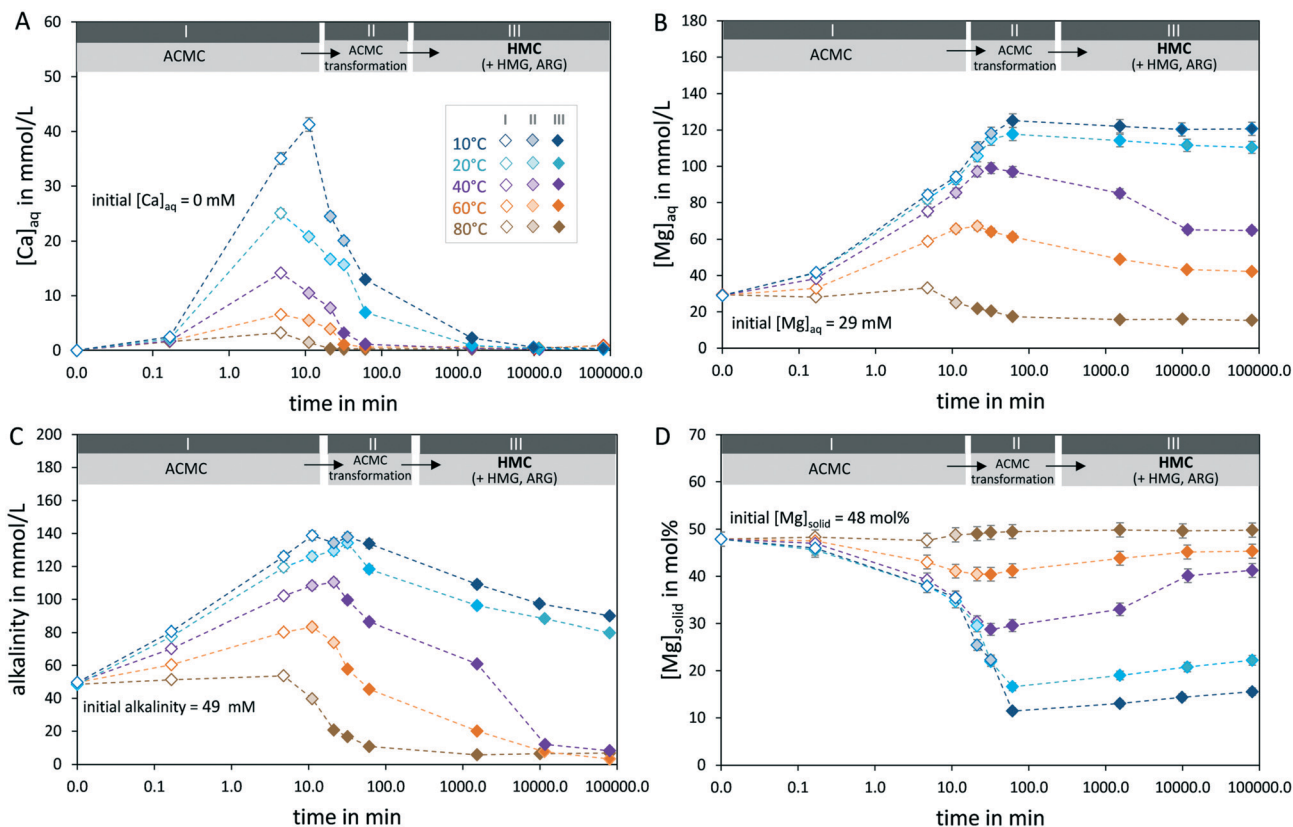 A
I II III
ACMC → ACMC transformation → HMC
(+ HMG, ARG)
60
50
40
30
20
10
0
[Ca]aq in mmol/L
initial [Ca]aq = 0 mM
I II III
10°C
20°C
40°C
60°C
80°C
0.0 0.1 1.0 10.0 100.0 1000.0 10000.0 100000.0
time in min
B
I II III
ACMC → ACMC transformation → HMC
(+ HMG, ARG)
180
160
140
120
100
80
60
40
20
0
[Mg]aq in mmol/L
initial [Mg]aq = 29 mM
0.0 0.1 1.0 10.0 100.0 1000.0 10000.0 100000.0
time in min
C
I II III
ACMC → ACMC transformation → HMC
(+ HMG, ARG)
200
180
160
140
120
100
80
60
40
20
0
alkalinity in mmol/L
initial alkalinity = 49 mM
0.0 0.1 1.0 10.0 100.0 1000.0 10000.0 100000.0
time in min
D
I II III
ACMC → ACMC transformation → HMC
(+ HMG, ARG)
70
60
50
40
30
20
10
0
[Mg]solid in mol%
initial [Mg]solid = 48 mol%
0.0 0.1 1.0 10.0 100.0 1000.0 10000.0 100000.0
time in min